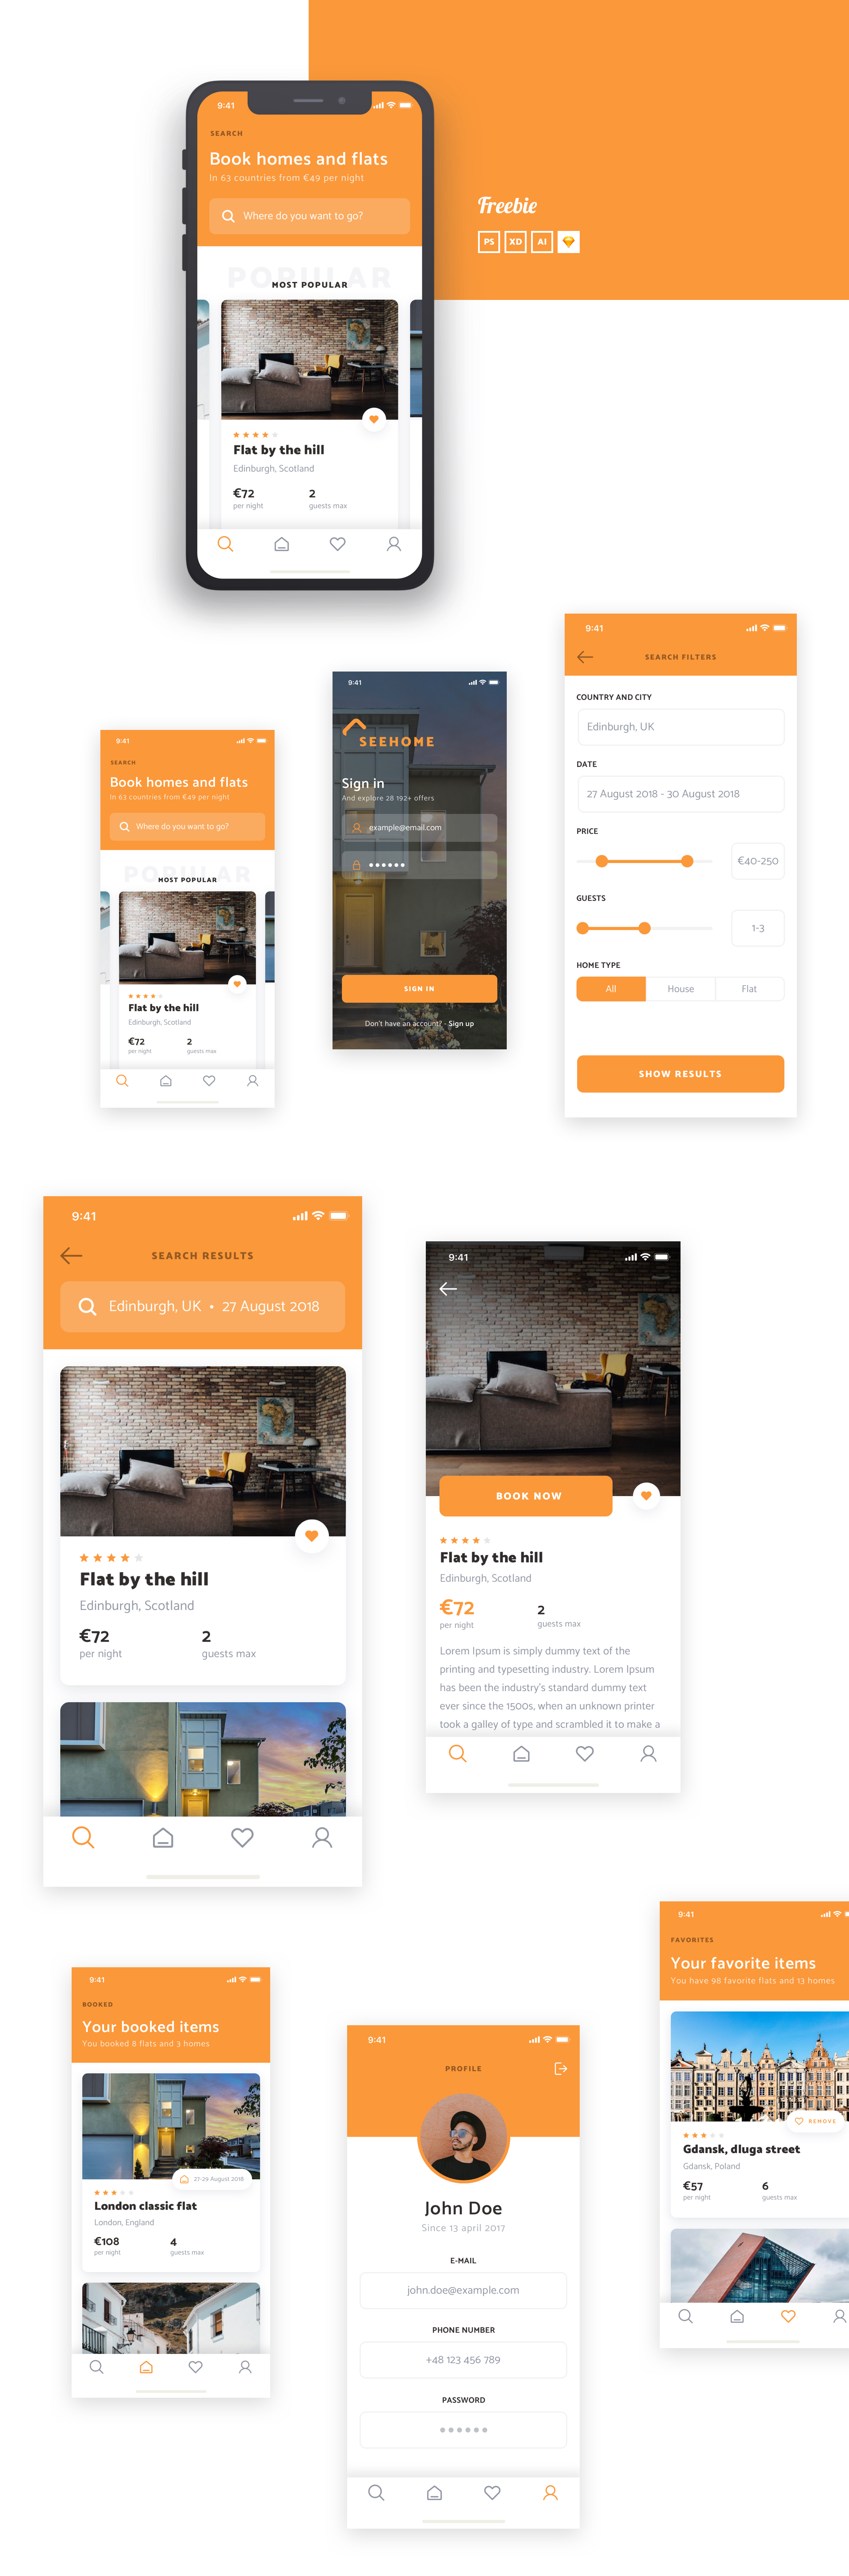 9:41
SEARCH
Book homes and flats
In 63 countries from €49 per night
Where do you want to go?
Freebie
PS XD AI
POPULAR
MOST POPULAR
Flat by the hill
Edinburgh, Scotland
€72 2
per night guests max
9:41
SEARCH
Book homes and flats
In 63 countries from €49 per night
Where do you want to go?
POPULAR
MOST POPULAR
Flat by the hill
Edinburgh, Scotland
€72 2
per night guests max
9:41
SEEHOME
Sign in
And explore 28 192+ offers
example@email.com
SIGN IN
Don't have an account? - Sign up
9:41
SEARCH FILTERS
COUNTRY AND CITY
Edinburgh, UK
DATE
27 August 2018 - 30 August 2018
PRICE
€40-250
GUESTS
1-3
HOME TYPE
All House Flat
SHOW RESULTS
9:41
SEARCH RESULTS
Edinburgh, UK • 27 August 2018
Flat by the hill
Edinburgh, Scotland
€72 2
per night guests max
9:41
BOOK NOW
Flat by the hill
Edinburgh, Scotland
€72 2
per night guests max
Lorem Ipsum is simply dummy text of the
printing and typesetting industry. Lorem Ipsum
has been the industry's standard dummy text
ever since the 1500s, when an unknown printer
took a galley of type and scrambled it to make a
9:41
BOOKED
Your booked items
You booked 8 flats and 3 homes
27-29 August 2018
London classic flat
London, England
€108 4
per night guests max
9:41
PROFILE
John Doe
Since 13 april 2017
E-MAIL
john.doe@example.com
PHONE NUMBER
+48 123 456 789
PASSWORD
9:41
FAVORITES
Your favorite items
You have 98 favorite flats and 13 homes
REMOVE
Gdansk, dluga street
Gdansk, Poland
€57 6
per night guests max